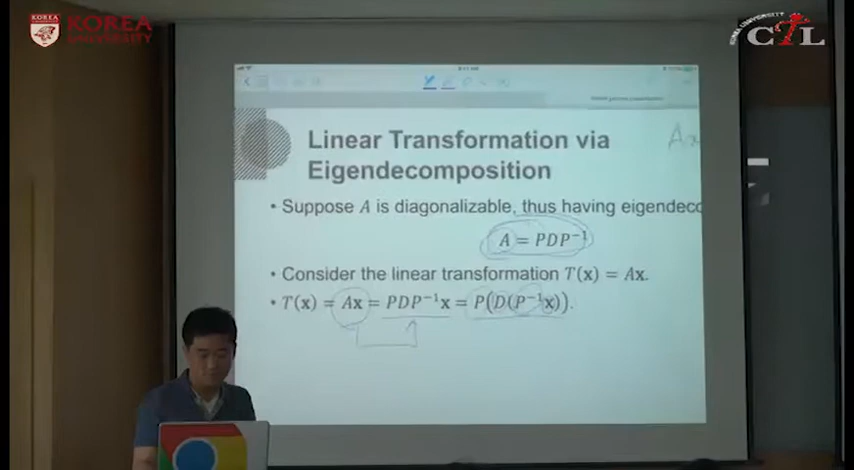 KOREA
UNIVERSITY
CTL
Linear Transformation via
Eigendecomposition
Ax
• Suppose A is diagonalizable, thus having eigendeco
A = PDP⁻¹
• Consider the linear transformation T(x) = Ax.
• T(x) = Ax = PDP⁻¹x = P(D(P⁻¹x)).